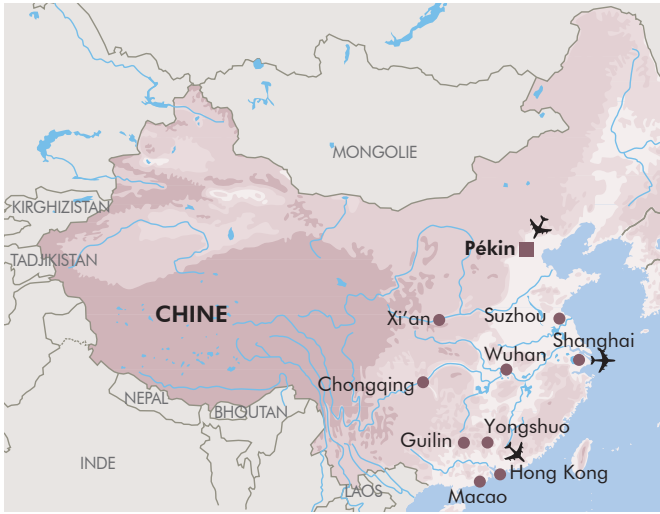 MONGOLIE
KIRGHIZISTAN
Pékin
TADJIKISTAN
CHINE
Xi'an
Suzhou
Shanghai
Wuhan
Chongqing
NEPAL
BHOUTAN
Guilin
Yongshuo
INDE
Hong Kong
LAOS
Macao